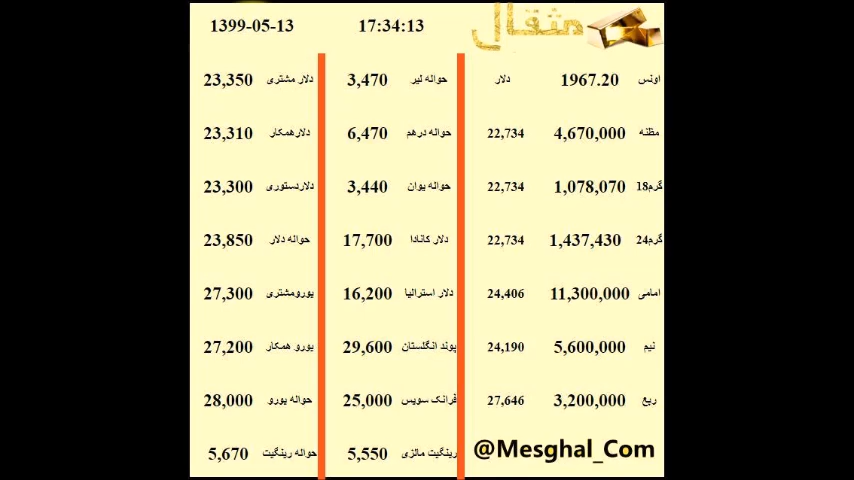 مثقال 17:34:13 1399-05-13
اونس 1967.20 دلار حواله لیر 3,470 دلار مشتری 23,350
مظنه 4,670,000 22,734 حواله درهم 6,470 دلارهمکار 23,310
گرم18 1,078,070 22,734 حواله یوان 3,440 دلاردستوری 23,300
گرم24 1,437,430 22,734 دلار کانادا 17,700 حواله دلار 23,850
امامی 11,300,000 24,406 دلار استرالیا 16,200 یورومشتری 27,300
نیم 5,600,000 24,190 پوند انگلستان 29,600 یورو همکار 27,200
ربع 3,200,000 27,646 فرانک سویس 25,000 حواله یورو 28,000
@Mesghal_Com رینگیت مالزی 5,550 حواله رینگیت 5,670